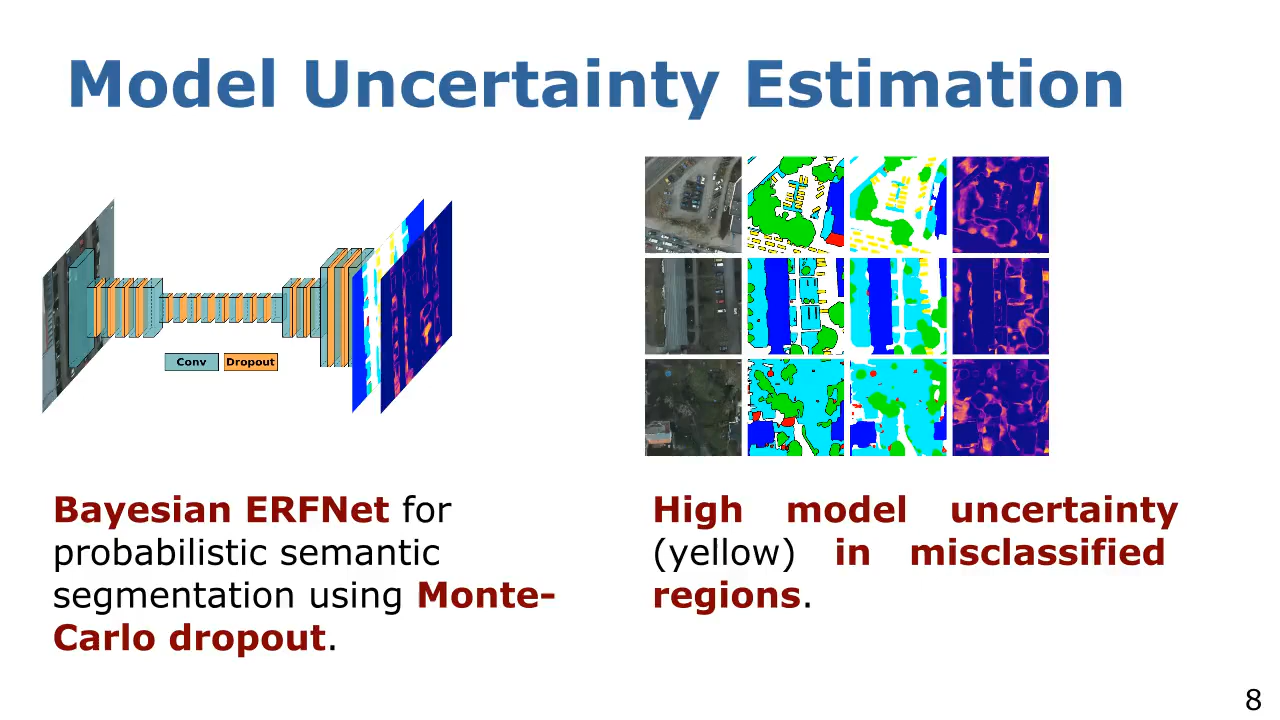 Model Uncertainty Estimation
Conv Dropout
Bayesian ERFNet for
probabilistic semantic
segmentation using Monte-
Carlo dropout.
High model uncertainty
(yellow) in misclassified
regions.
8